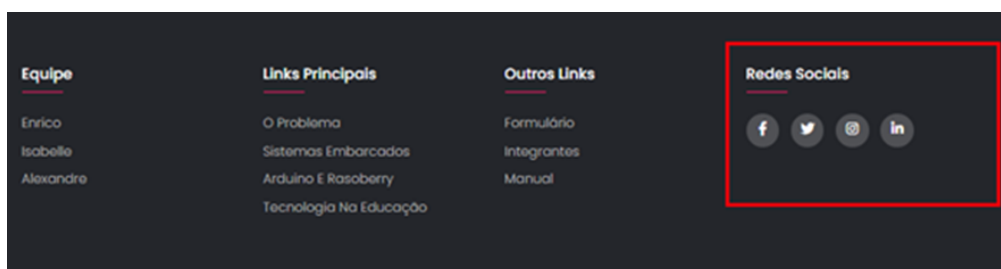 Equipe
Enrico
Isabelle
Alexandre
Links Principais
O Problema
Sistemas Embarcados
Arduino E Rasoberry
Tecnologia Na Educação
Outros Links
Formulário
Integrantes
Manual
Redes Sociais